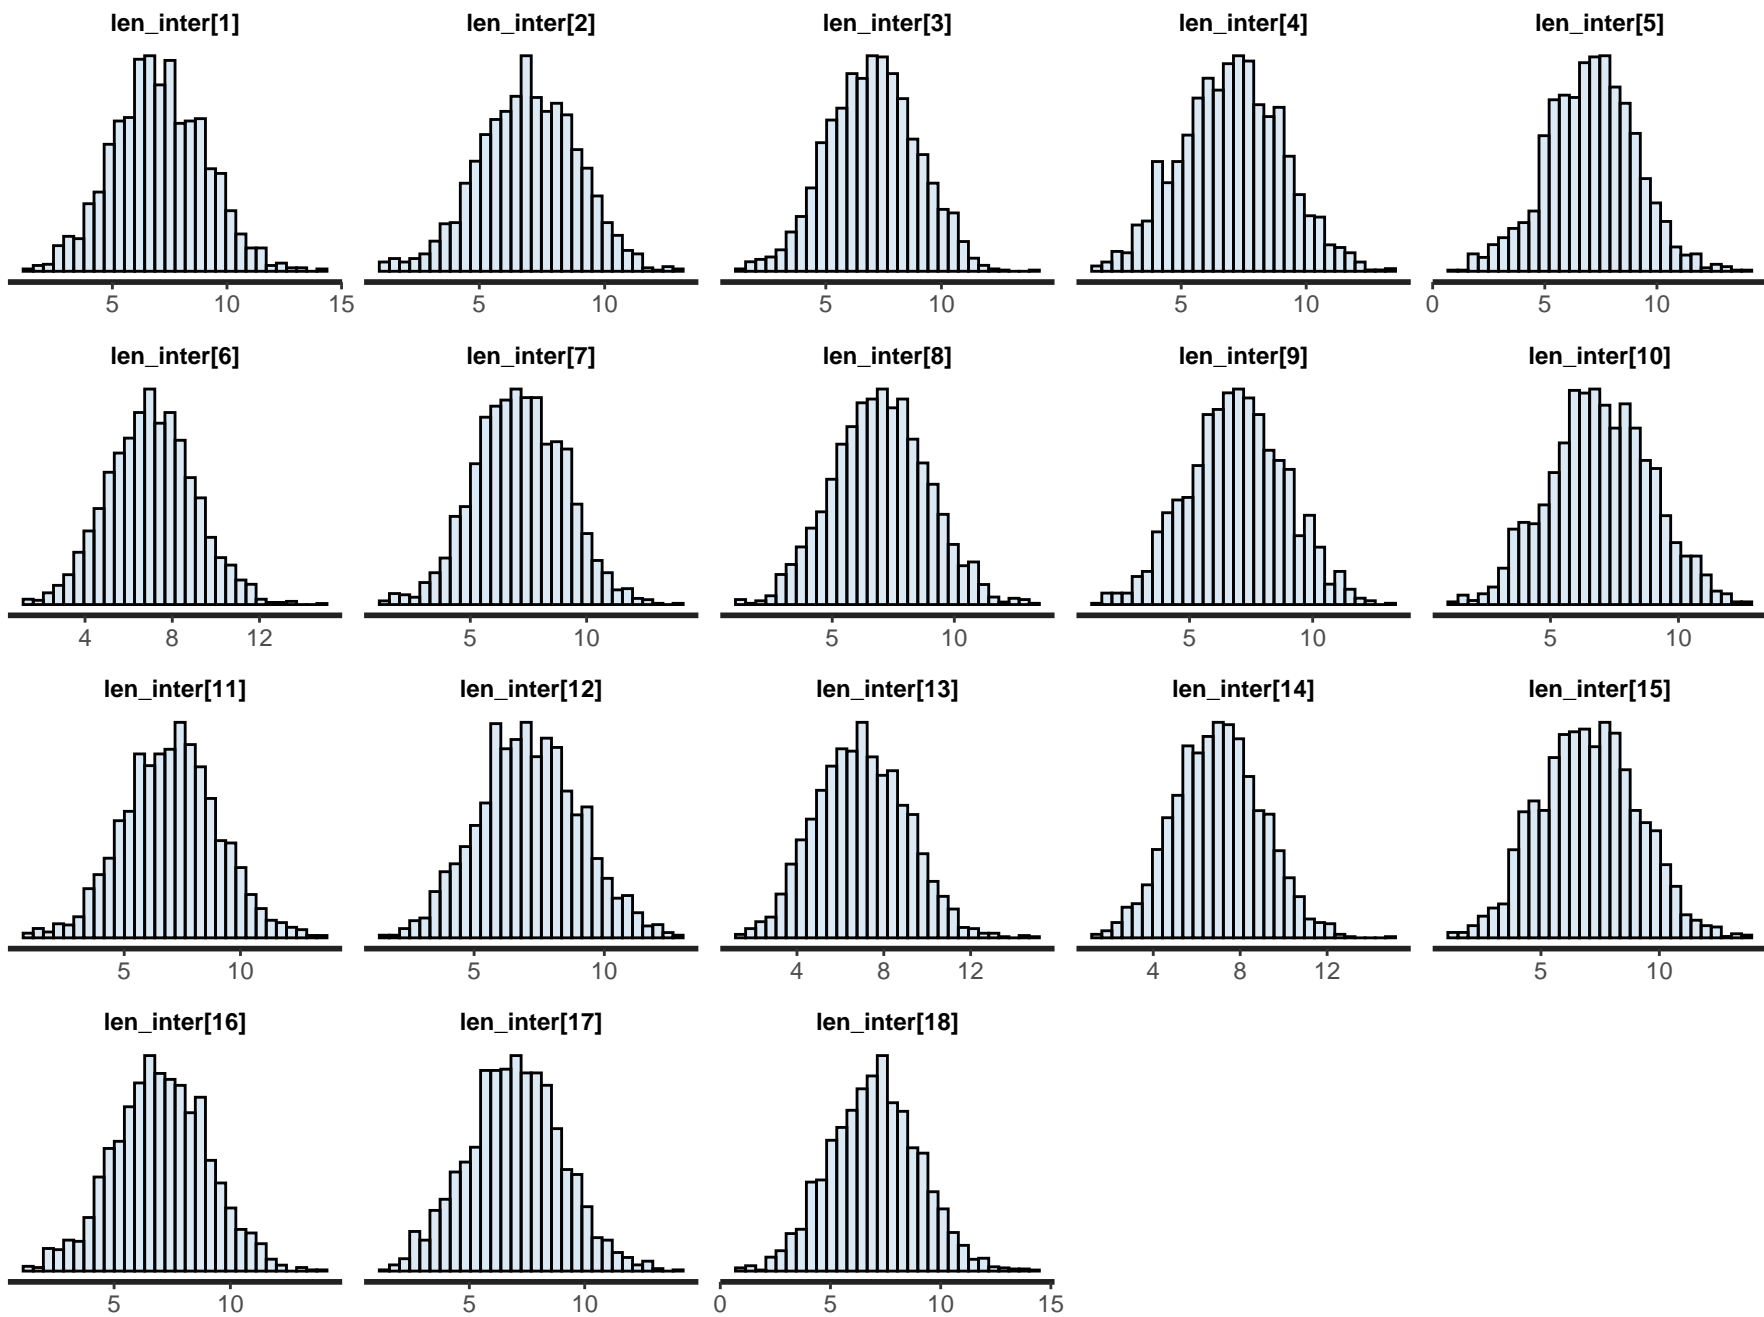 len_inter[1] len_inter[2] len_inter[3] len_inter[4] len_inter[5]
5 10 15 5 10 5 10 5 10 0 5 10
len_inter[6] len_inter[7] len_inter[8] len_inter[9] len_inter[10]
4 8 12 5 10 5 10 5 10 5 10
len_inter[11] len_inter[12] len_inter[13] len_inter[14] len_inter[15]
5 10 5 10 4 8 12 4 8 12 5 10
len_inter[16] len_inter[17] len_inter[18]
5 10 5 10 0 5 10 15